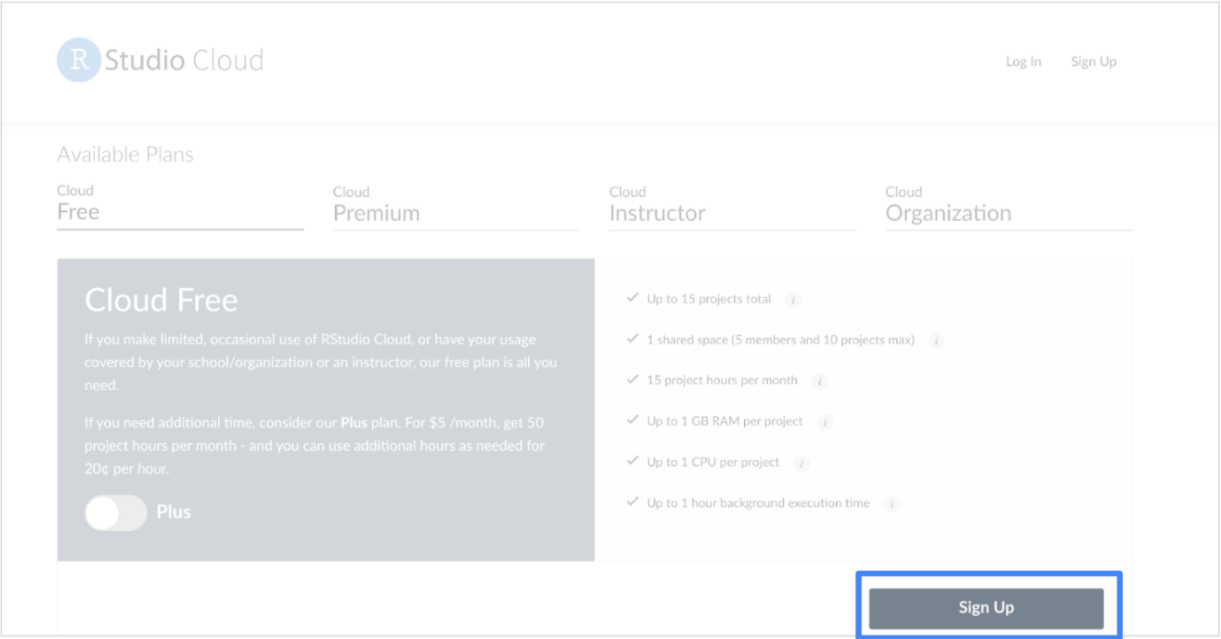 R Studio Cloud
Log In
Sign Up
Available Plans
Cloud
Free
Cloud
Premium
Cloud
Instructor
Cloud
Organization
Cloud Free
If you make limited, occasional use of RStudio Cloud, or have your usage
covered by your school/organization or an instructor, our free plan is all you
need.
If you need additional time, consider our Plus plan. For $5 /month, get 50
project hours per month - and you can use additional hours as needed for
20¢ per hour.
Plus
Up to 15 projects total i
1 shared space (5 members and 10 projects max) i
15 project hours per month i
Up to 1 GB RAM per project i
Up to 1 CPU per project i
Up to 1 hour background execution time i
Sign Up